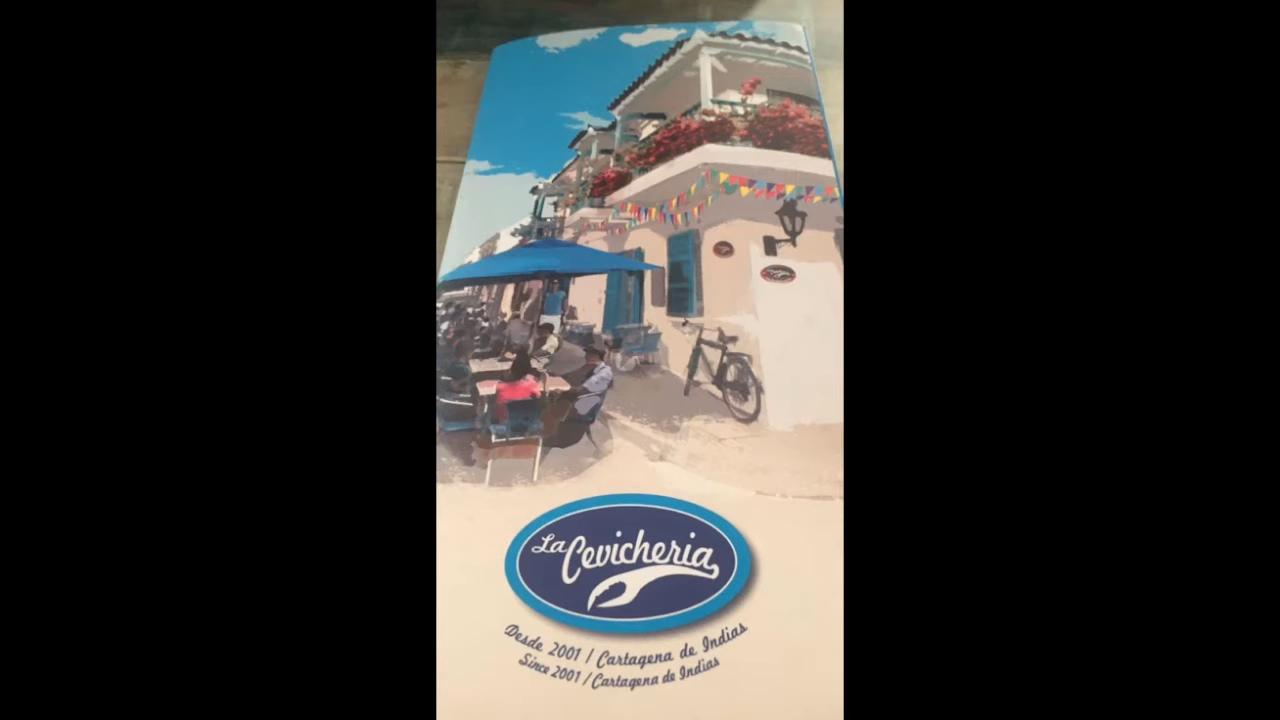 La Cevicheria
Desde 2001 / Cartagena de Indias
Since 2001 / Cartagena de Indias